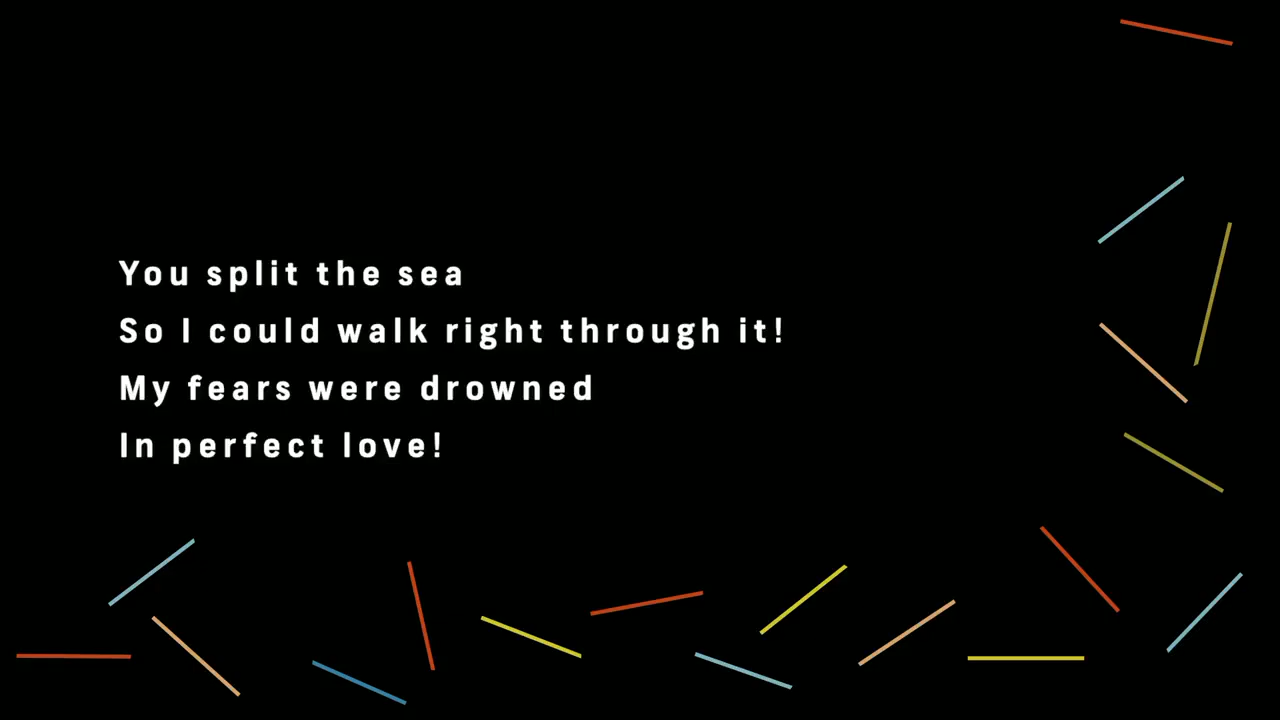 You split the sea
So I could walk right through it!
My fears were drowned
In perfect love!